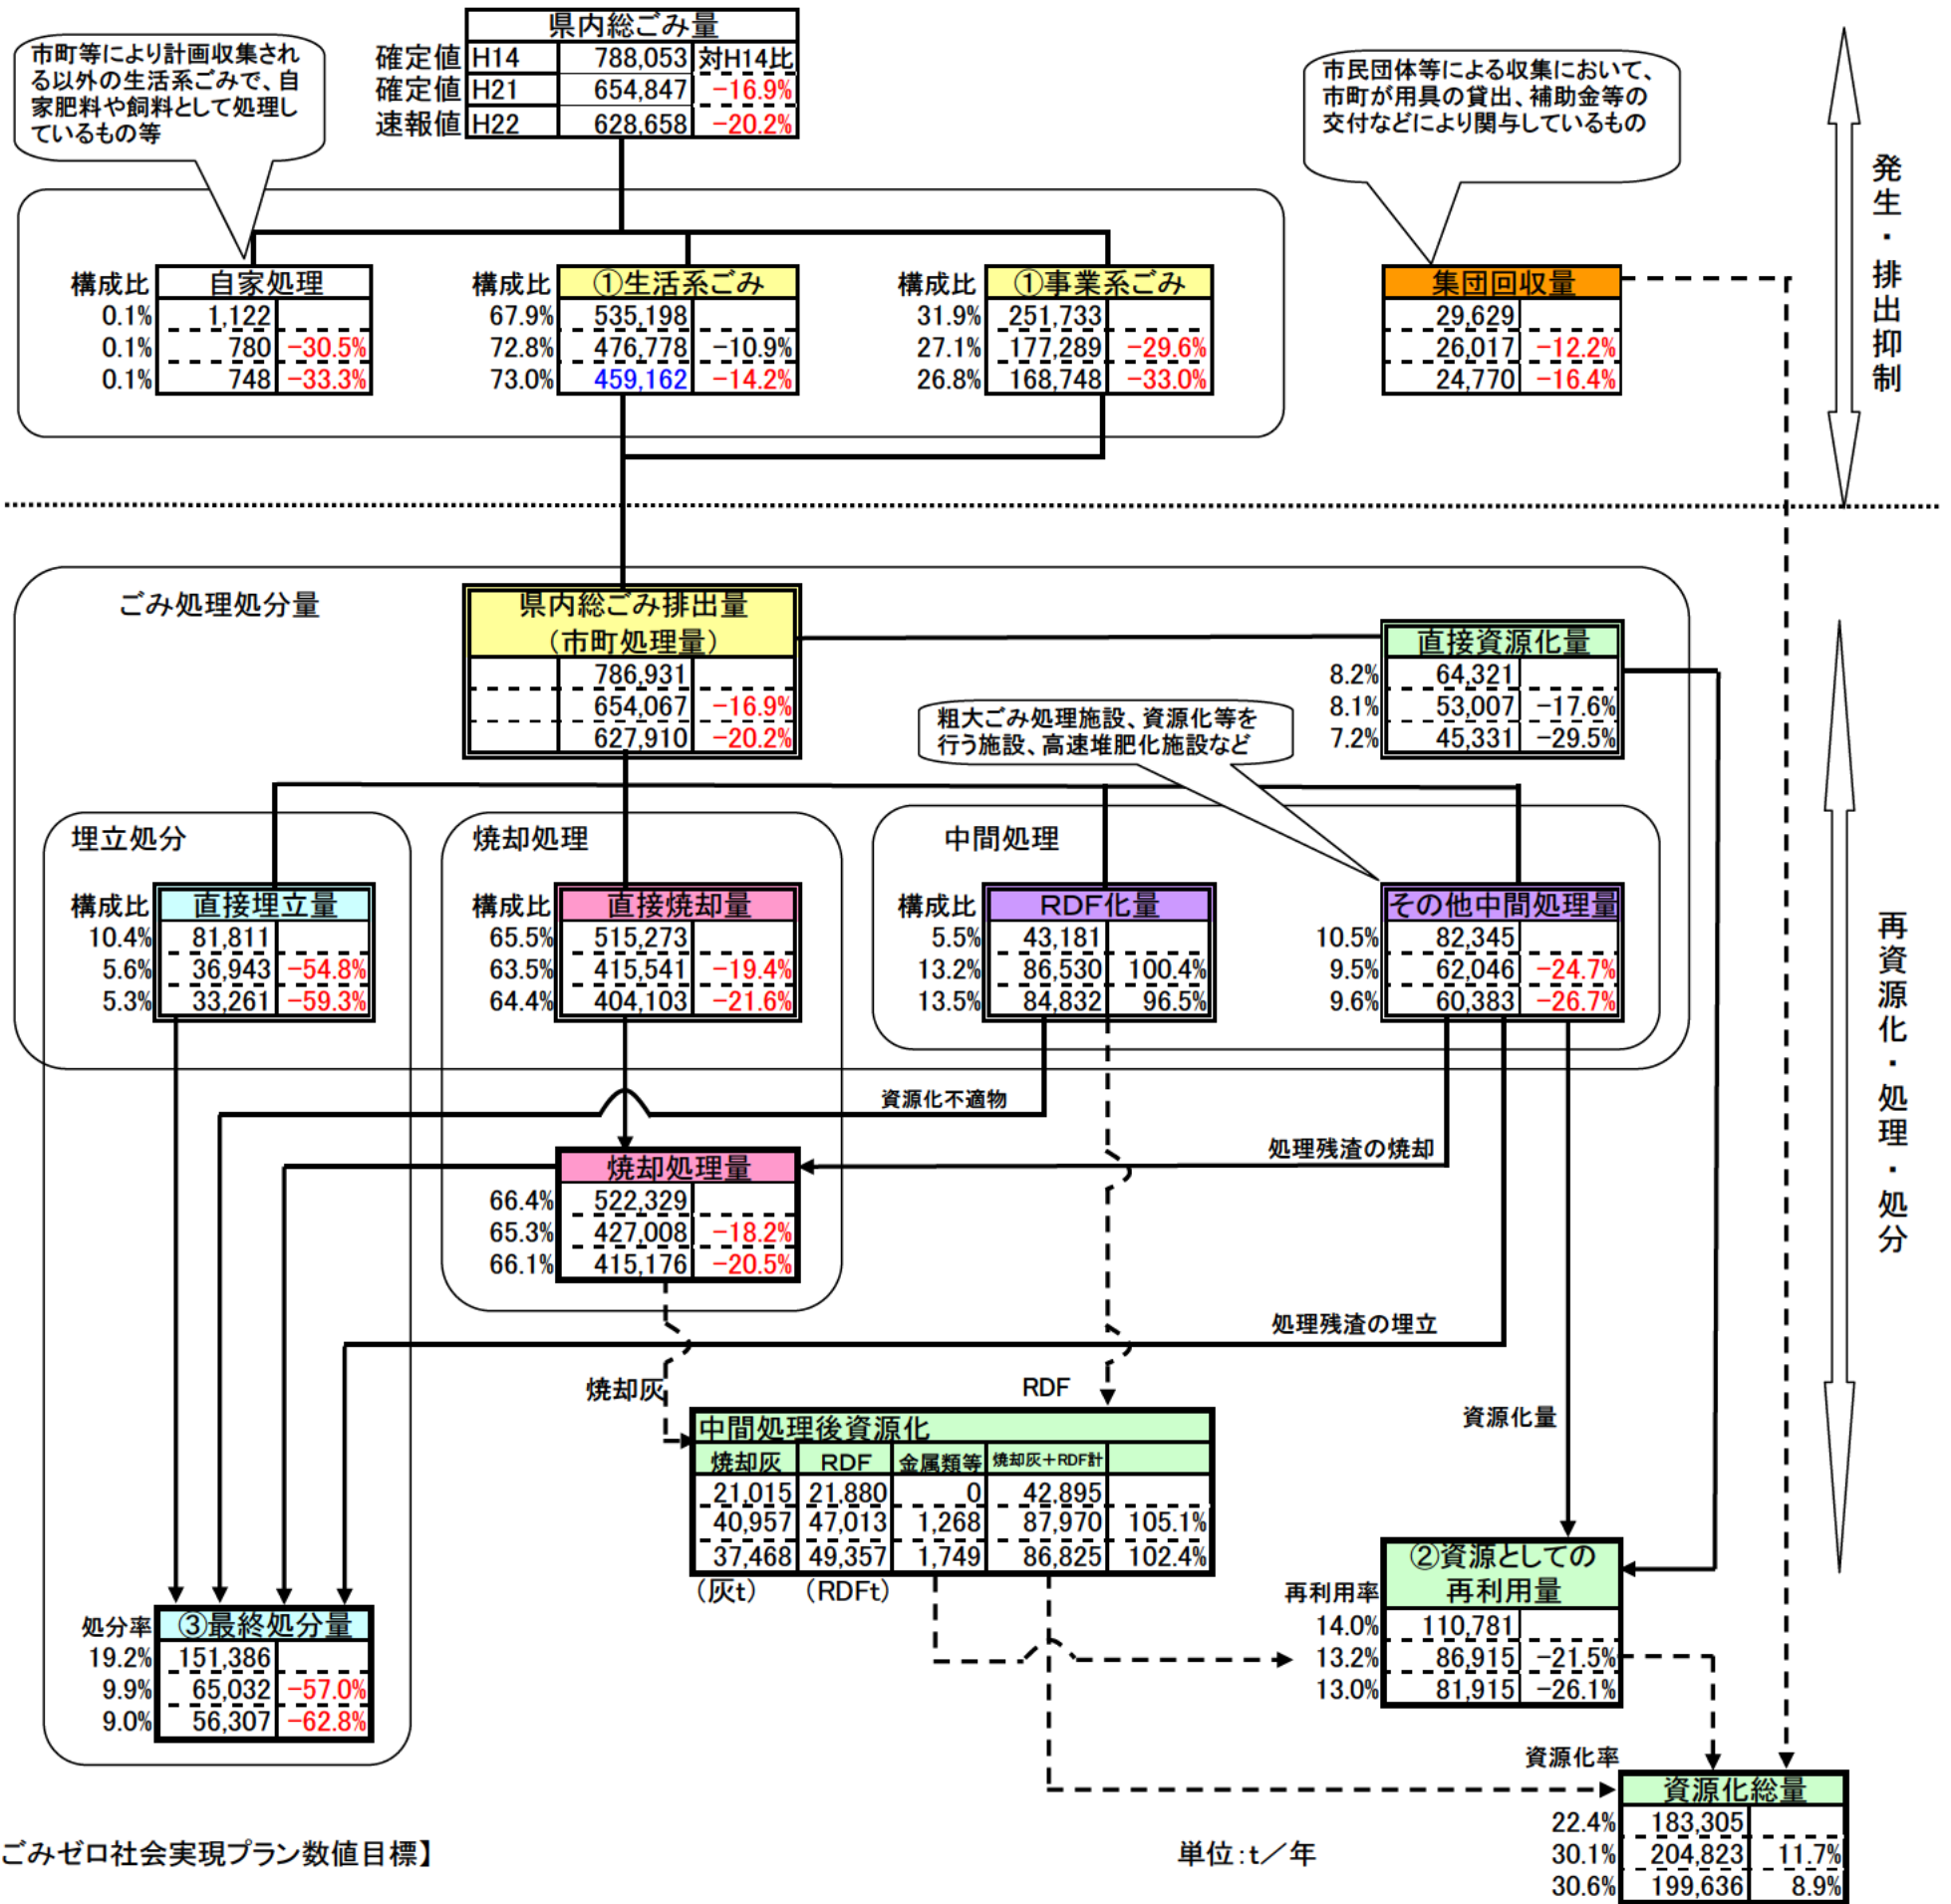 県内総ごみ量
確定値 H14 788,053 対H14比
確定値 H21 654,847 −16.9%
速報値 H22 628,658 −20.2%
市町等により計画収集され
る以外の生活系ごみで、自
家肥料や飼料として処理し
ているもの等
市民団体等による収集において、
市町が用具の貸出、補助金等の
交付などにより関与しているもの
発生・排出抑制
構成比 自家処理
0.1% 1,122
0.1% 780 −30.5%
0.1% 748 −33.3%
構成比 ①生活系ごみ
67.9% 535,198
72.8% 476,778 −10.9%
73.0% 459,162 −14.2%
構成比 ①事業系ごみ
31.9% 251,733
27.1% 177,289 −29.6%
26.8% 168,748 −33.0%
集団回収量
29,629
26,017 −12.2%
24,770 −16.4%
ごみ処理処分量
県内総ごみ排出量
（市町処理量）
786,931
654,067 −16.9%
627,910 −20.2%
直接資源化量
8.2% 64,321
8.1% 53,007 −17.6%
7.2% 45,331 −29.5%
粗大ごみ処理施設、資源化等を
行う施設、高速堆肥化施設など
埋立処分
構成比 直接埋立量
10.4% 81,811
5.6% 36,943 −54.8%
5.3% 33,261 −59.3%
焼却処理
構成比 直接焼却量
65.5% 515,273
63.5% 415,541 −19.4%
64.4% 404,103 −21.6%
中間処理
構成比 RDF化量
5.5% 43,181
13.2% 86,530 100.4%
13.5% 84,832 96.5%
その他中間処理量
10.5% 82,345
9.5% 62,046 −24.7%
9.6% 60,383 −26.7%
再資源化・処理・処分
資源化不適物
処理残渣の焼却
焼却処理量
66.4% 522,329
65.3% 427,008 −18.2%
66.1% 415,176 −20.5%
処理残渣の埋立
焼却灰
RDF
資源化量
中間処理後資源化
焼却灰 RDF 金属類等 焼却灰＋RDF計
21,015 21,880 0 42,895
40,957 47,013 1,268 87,970 105.1%
37,468 49,357 1,749 86,825 102.4%
（灰t） （RDFt）
②資源としての
再利用量
再利用率
14.0% 110,781
13.2% 86,915 −21.5%
13.0% 81,915 −26.1%
処分率 ③最終処分量
19.2% 151,386
9.9% 65,032 −57.0%
9.0% 56,307 −62.8%
資源化率
資源化総量
22.4% 183,305
30.1% 204,823 11.7%
30.6% 199,636 8.9%
ごみゼロ社会実現プラン数値目標】
単位:t／年